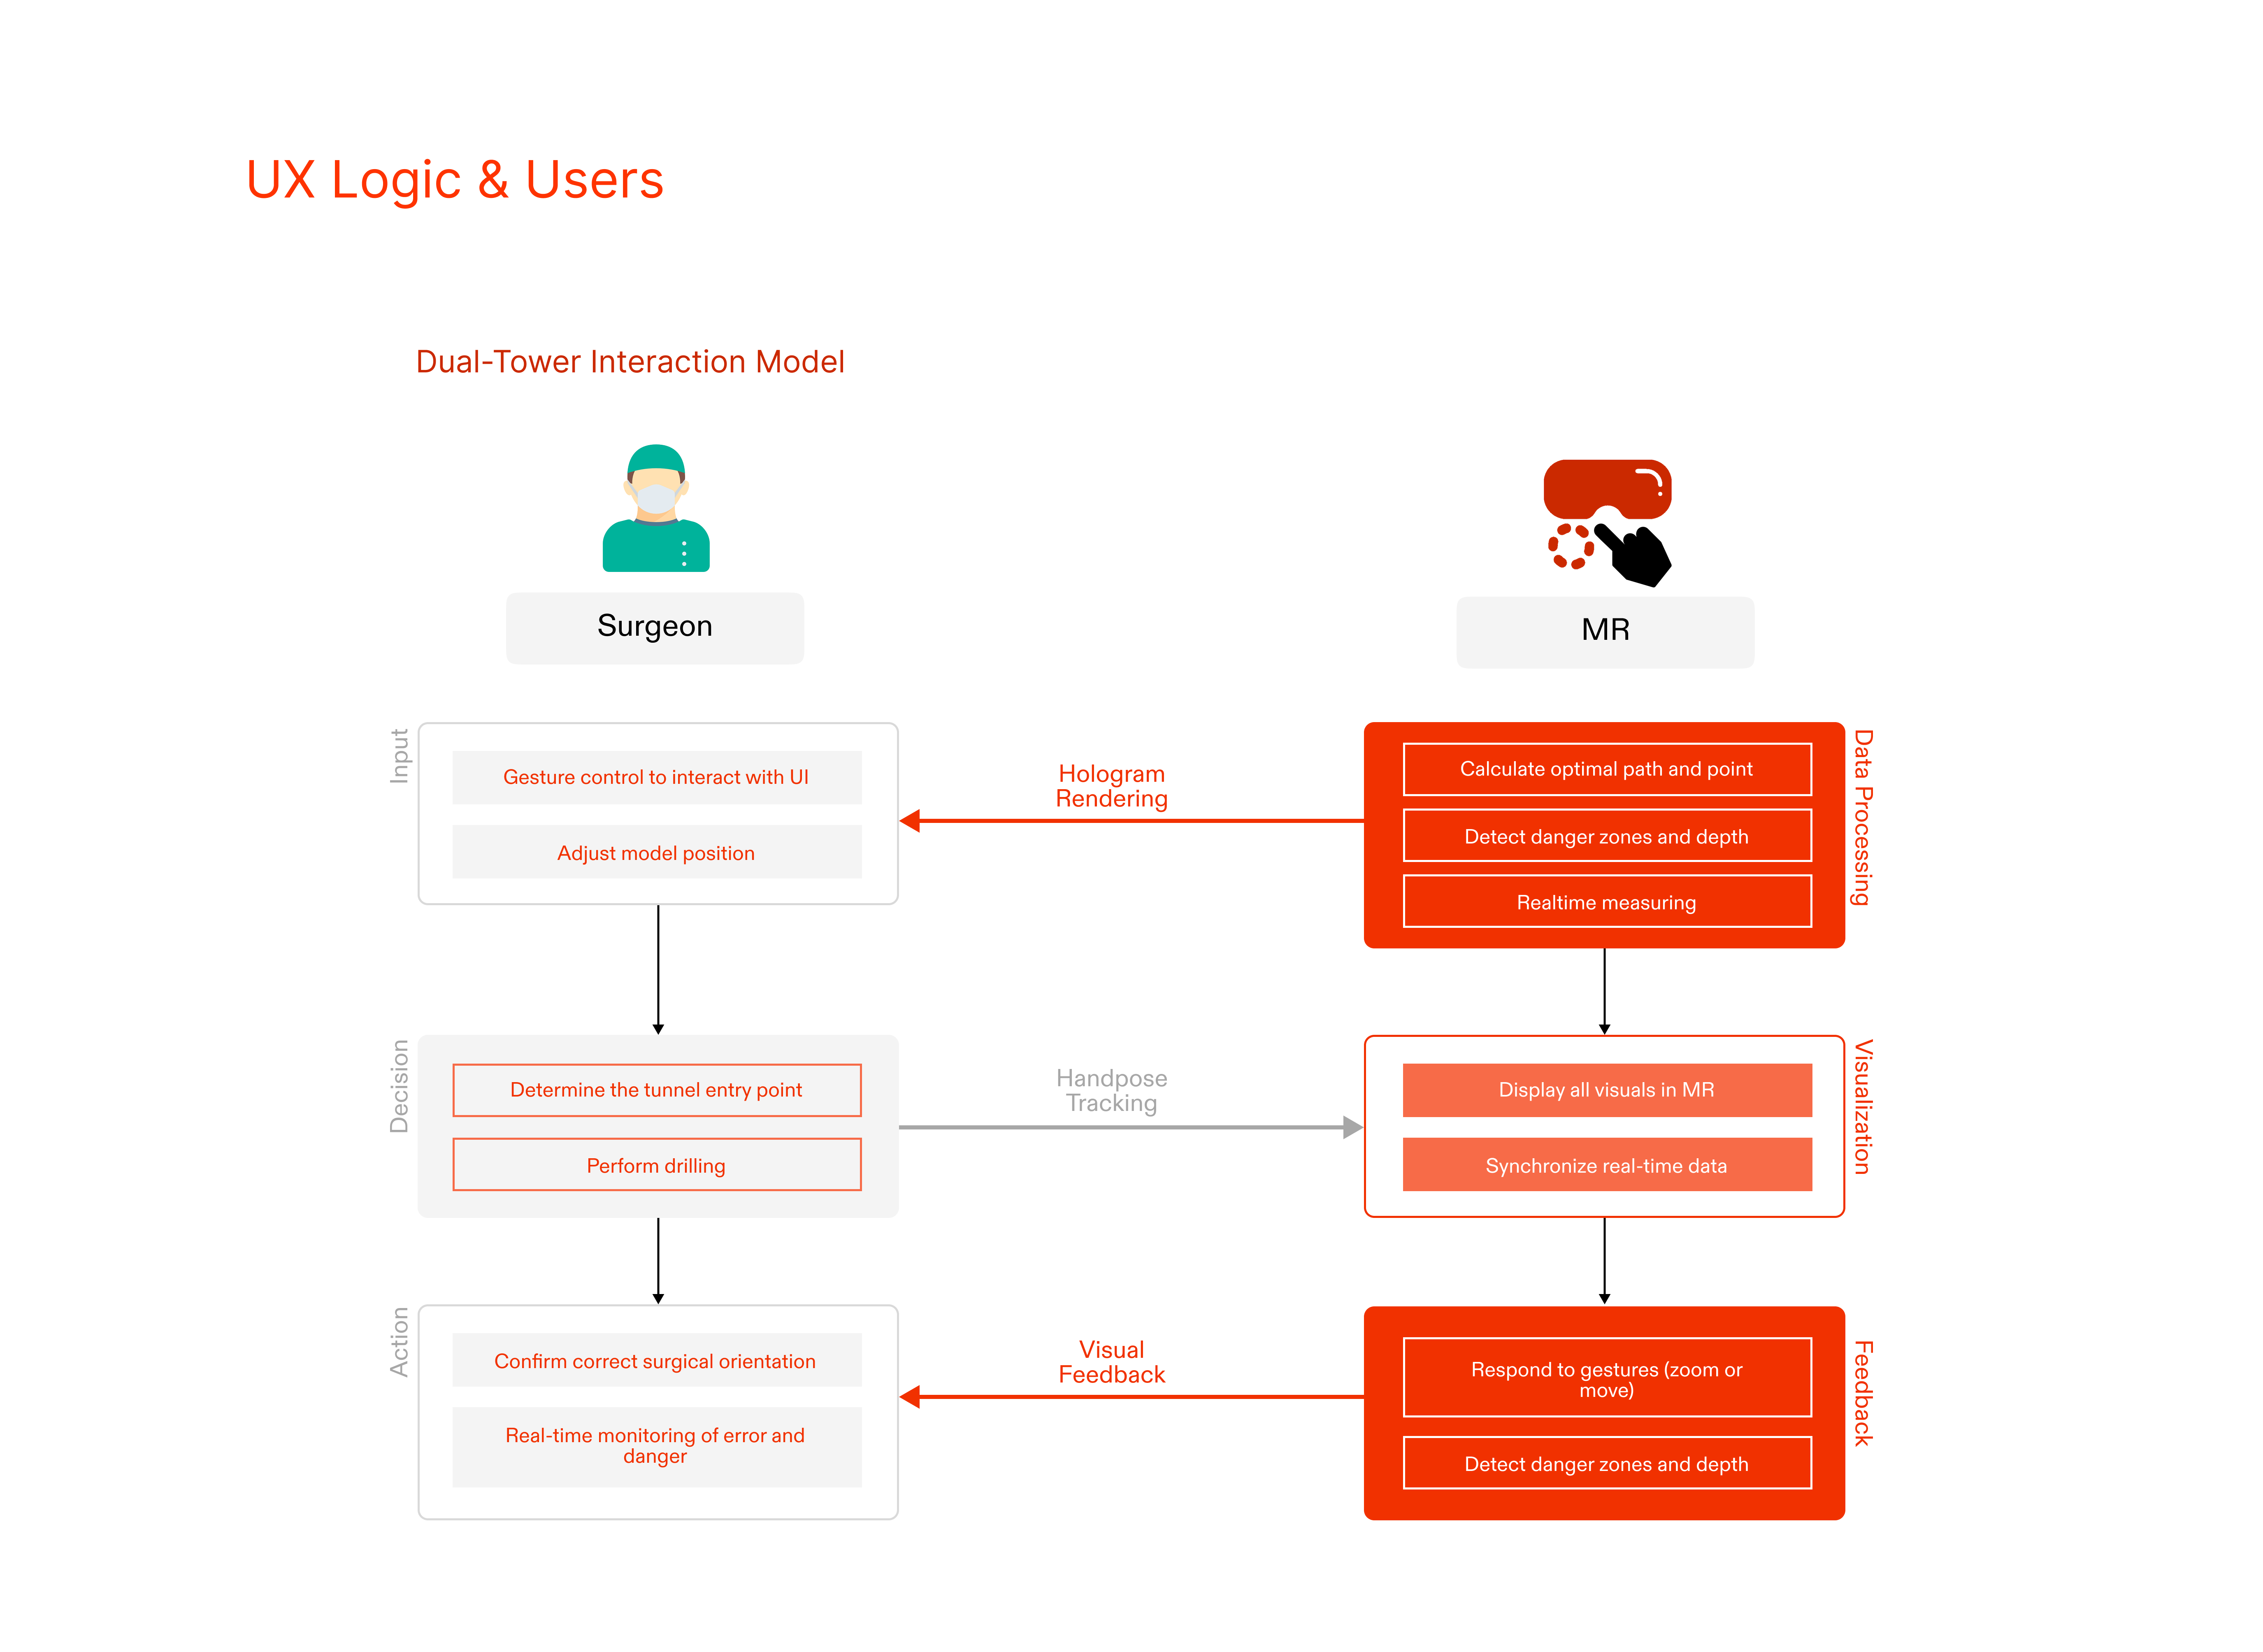 UX Logic & Users
Dual-Tower Interaction Model
Surgeon
MR
Input
Gesture control to interact with UI
Adjust model position
Hologram
Rendering
Calculate optimal path and point
Detect danger zones and depth
Realtime measuring
Data Processing
Decision
Determine the tunnel entry point
Perform drilling
Handpose
Tracking
Display all visuals in MR
Synchronize real-time data
Visualization
Action
Confirm correct surgical orientation
Real-time monitoring of error and
danger
Visual
Feedback
Respond to gestures (zoom or
move)
Detect danger zones and depth
Feedback